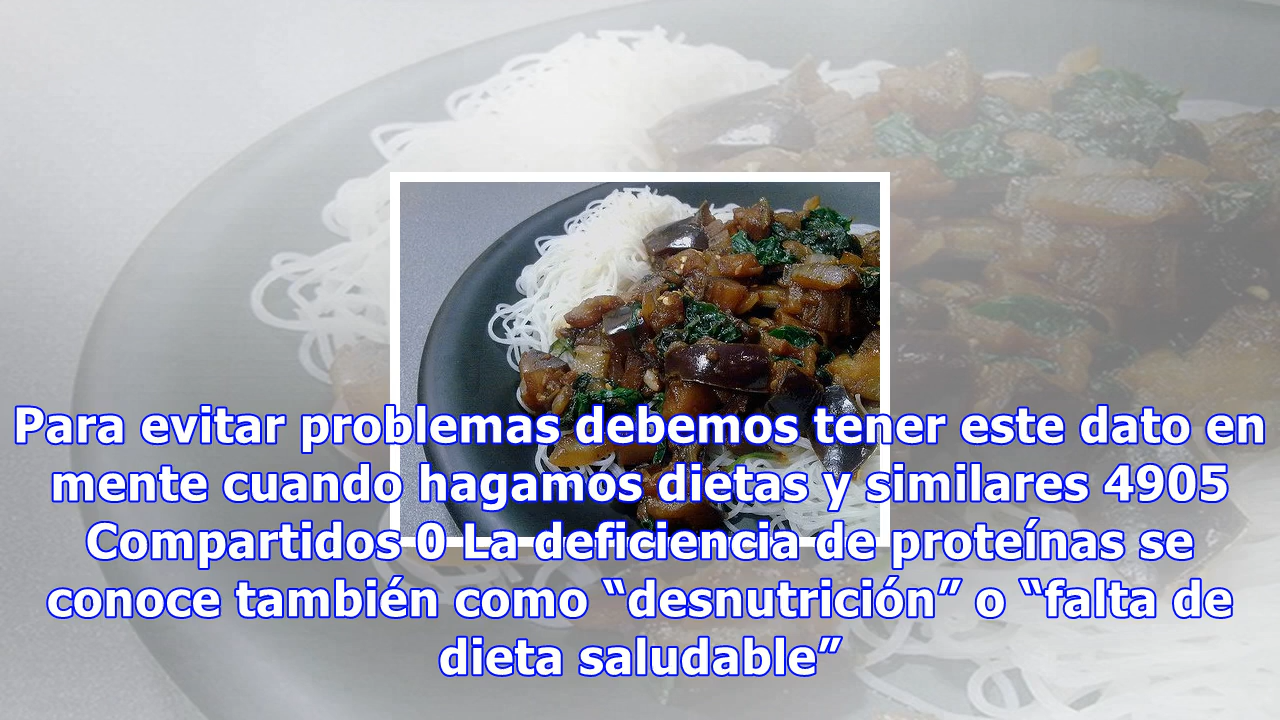 Para evitar problemas debemos tener este dato en
mente cuando hagamos dietas y similares 4905
Compartidos 0 La deficiencia de proteínas se
conoce también como “desnutrición” o “falta de
dieta saludable”